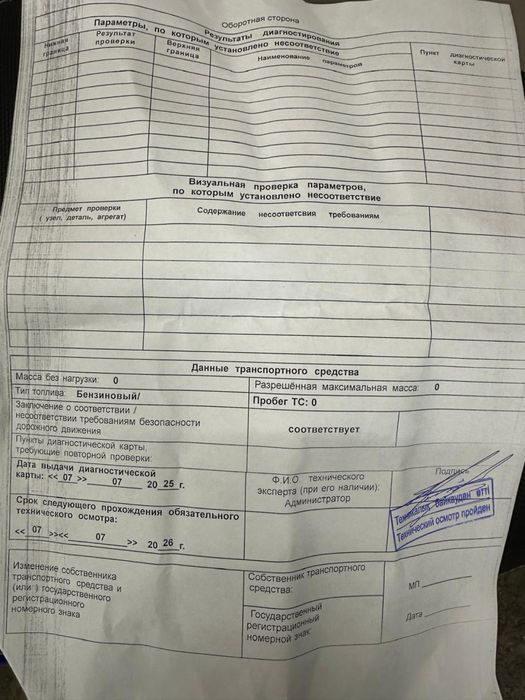 Оборотная сторона
Результаты диагностирования
Параметры, по которым установлено несоответствие
Нижняя граница
Результат проверки
Верхняя граница
Наименование параметров
Пункт диагностической карты
Визуальная проверка параметров,
по которым установлено несоответствие
Предмет проверки
( узел, деталь, агрегат)
Содержание несоответсвия требованиям
Данные транспортного средства
Масса без нагрузки: 0
Разрешённая максимальная масса: 0
Тип топлива: Бензиновый/
Пробег ТС: 0
Заключение о соответствии /
несоответствии требованиям безопасности
дорожного движения
соответствует
Пункты диагностической карты,
требующие повторной проверки:
Дата выдачи диагностической
карты: << 07 >> 07 20 25 г.
Ф.И.О технического
эксперта (при его наличии):
Администратор
Подпись
Срок следующего прохождения обязательного
технического осмотра:
<< 07 >><< 07 >> 20 26 г.
өттi
Технический осмотр пройден
Изменение собственника
транспортного средства и
(или ) государственного
регистрационного
номерного знака
Собственник транспортного
средства:
МП
Государственный
регистрационный
номерной знак:
Дата